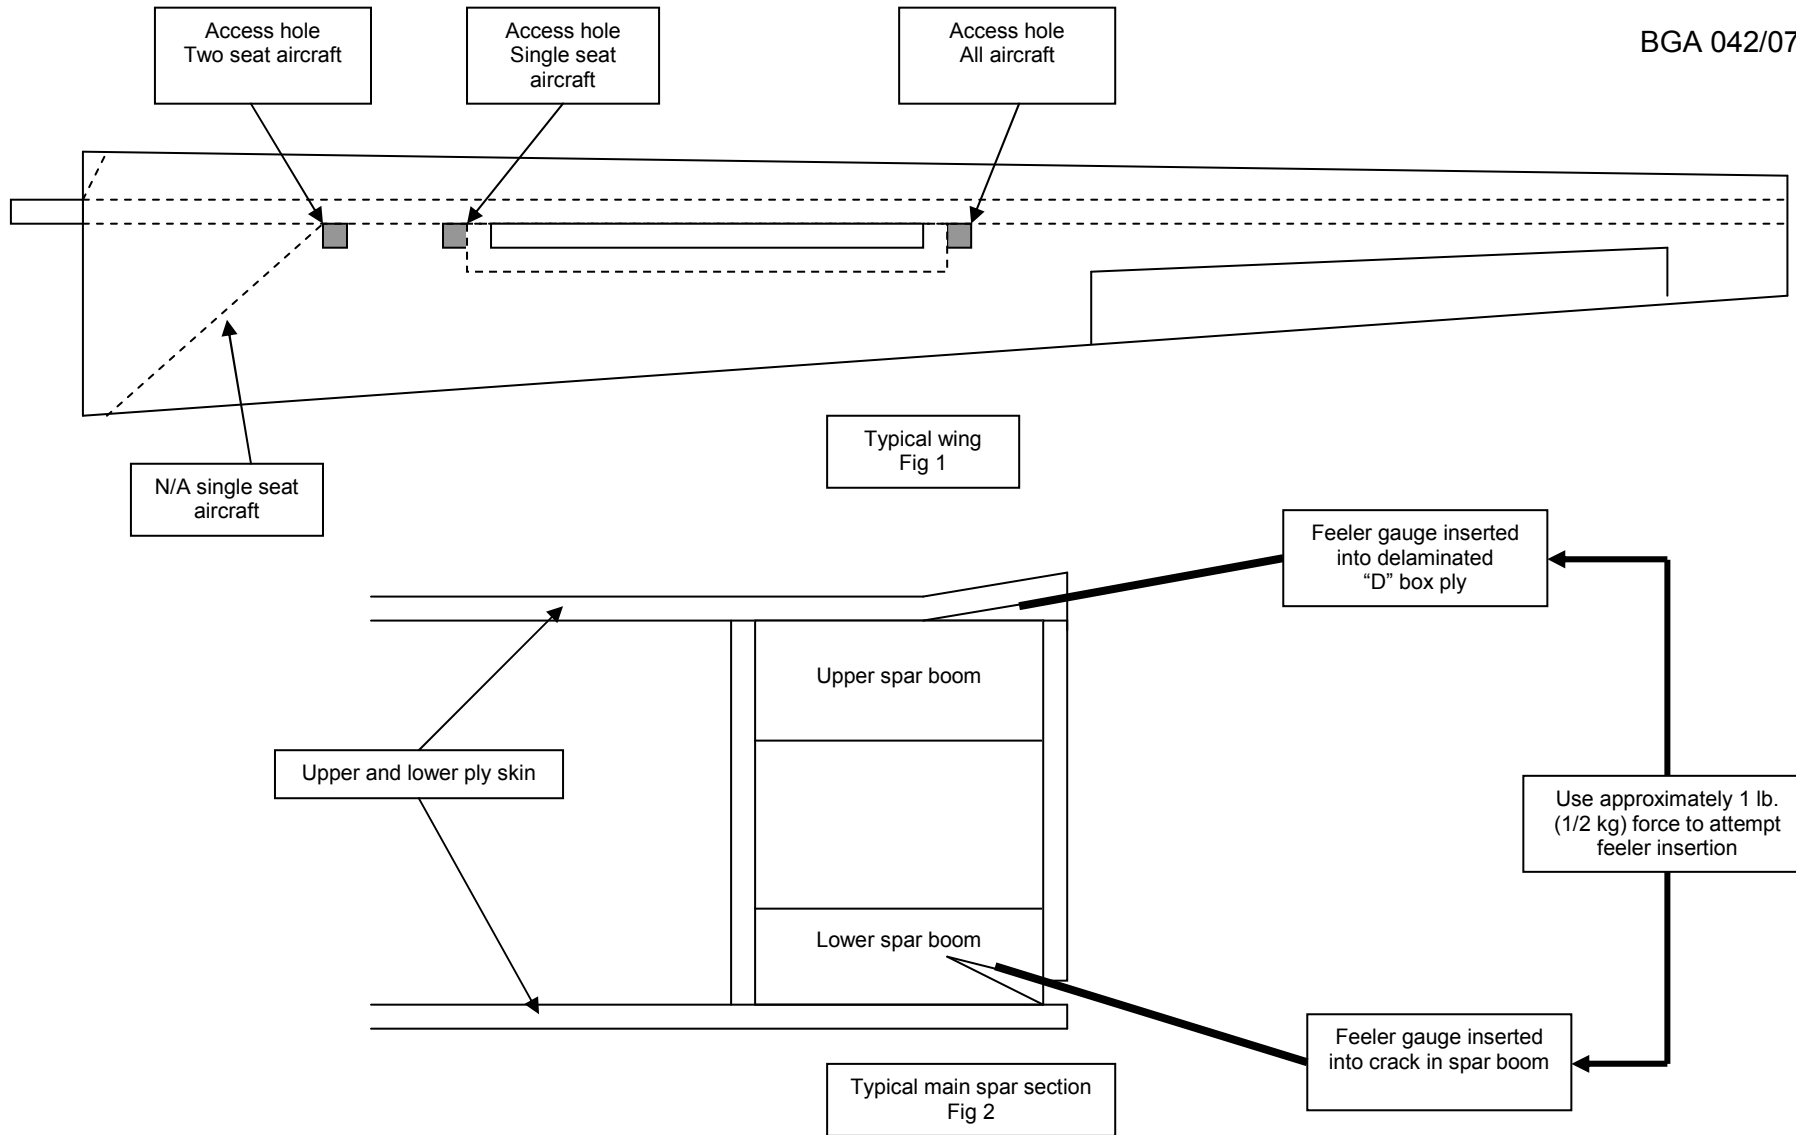 Access hole
Two seat aircraft
Access hole
Single seat
aircraft
Access hole
All aircraft
BGA 042/07
N/A single seat
aircraft
Typical wing
Fig 1
Feeler gauge inserted
into delaminated
“D” box ply
Upper spar boom
Upper and lower ply skin
Use approximately 1 lb.
(1/2 kg) force to attempt
feeler insertion
Lower spar boom
Feeler gauge inserted
into crack in spar boom
Typical main spar section
Fig 2